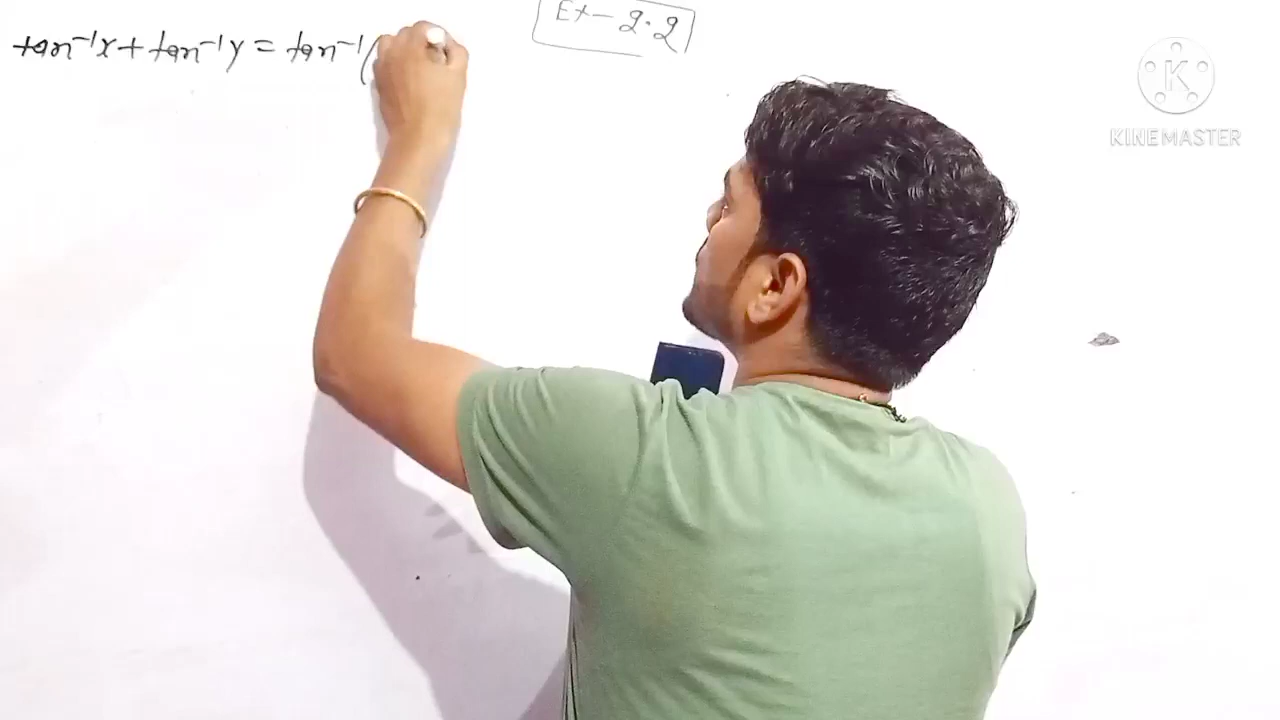 Ex- 2.2
tan⁻¹x + tan⁻¹y = tan⁻¹(
K
KINEMASTER